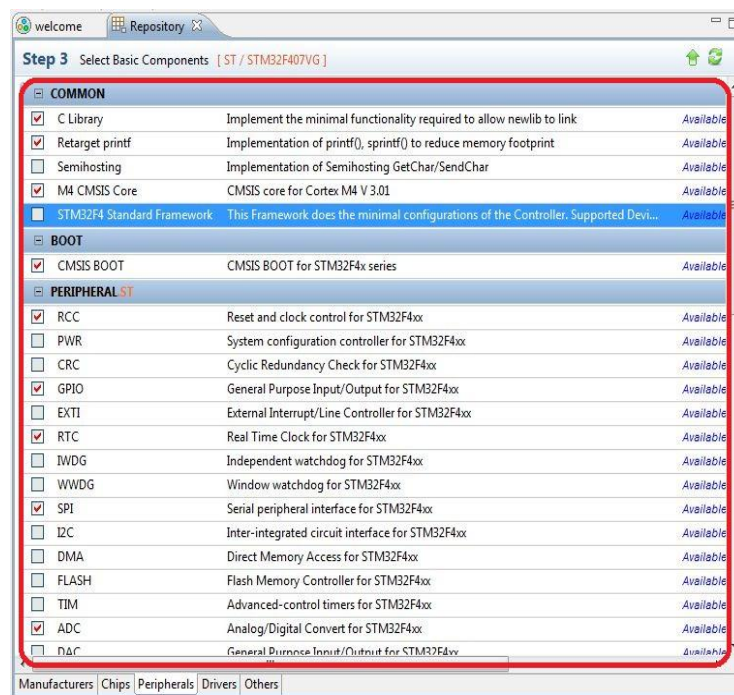 welcome Repository
Step 3 Select Basic Components [ ST / STM32F407VG ]
COMMON
C Library Implement the minimal functionality required to allow newlib to link Available
Retarget printf Implementation of printf(), sprintf() to reduce memory footprint Available
Semihosting Implementation of Semihosting GetChar/SendChar Available
M4 CMSIS Core CMSIS core for Cortex M4 V 3.01 Available
STM32F4 Standard Framework This Framework does the minimal configurations of the Controller. Supported Devi... Available
BOOT
CMSIS BOOT CMSIS BOOT for STM32F4x series Available
PERIPHERAL.ST
RCC Reset and clock control for STM32F4xx Available
PWR System configuration controller for STM32F4xx Available
CRC Cyclic Redundancy Check for STM32F4xx Available
GPIO General Purpose Input/Output for STM32F4xx Available
EXTI External Interrupt/Line Controller for STM32F4xx Available
RTC Real Time Clock for STM32F4xx Available
IWDG Independent watchdog for STM32F4xx Available
WWDG Window watchdog for STM32F4xx Available
SPI Serial peripheral interface for STM32F4xx Available
I2C Inter-integrated circuit interface for STM32F4xx Available
DMA Direct Memory Access for STM32F4xx Available
FLASH Flash Memory Controller for STM32F4xx Available
TIM Advanced-control timers for STM32F4xx Available
ADC Analog/Digital Convert for STM32F4xx Available
DAC General Purpose Input/Output for STM32F4xx Available
Manufacturers Chips Peripherals Drivers Others